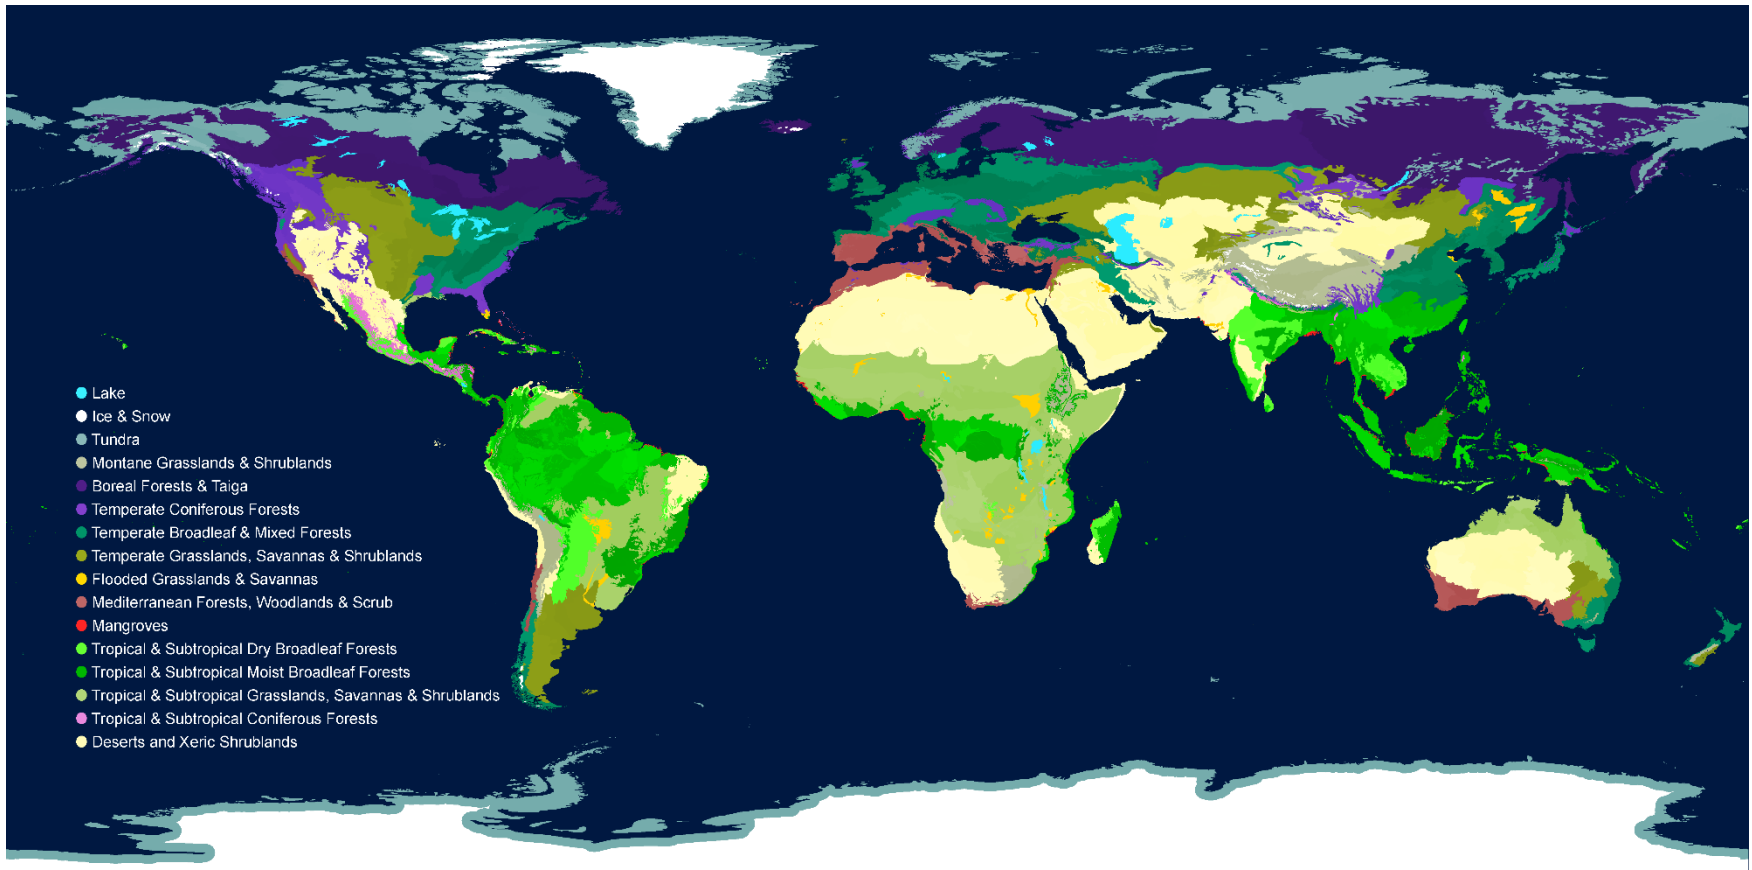 Lake
Ice & Snow
Tundra
Montane Grasslands & Shrublands
Boreal Forests & Taiga
Temperate Coniferous Forests
Temperate Broadleaf & Mixed Forests
Temperate Grasslands, Savannas & Shrublands
Flooded Grasslands & Savannas
Mediterranean Forests, Woodlands & Scrub
Mangroves
Tropical & Subtropical Dry Broadleaf Forests
Tropical & Subtropical Moist Broadleaf Forests
Tropical & Subtropical Grasslands, Savannas & Shrublands
Tropical & Subtropical Coniferous Forests
Deserts and Xeric Shrublands